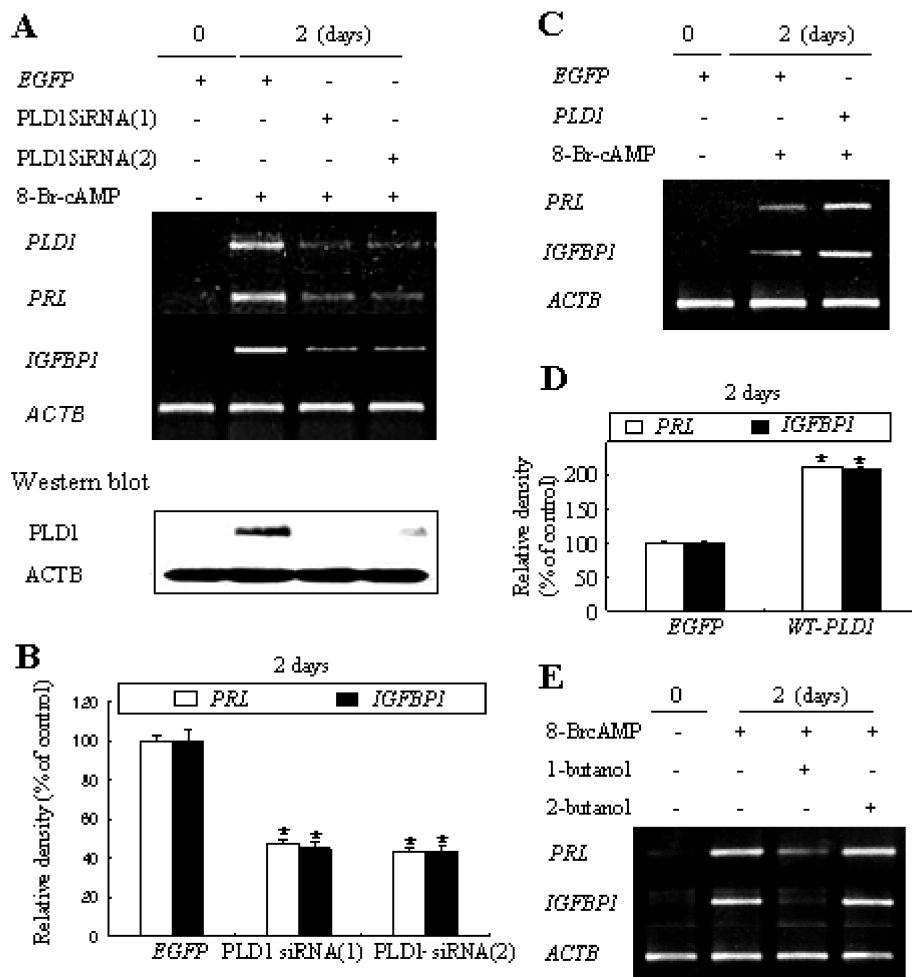 A
0 2 (days)
EGFP + + - -
PLD1SiRNA(1) - - + -
PLD1SiRNA(2) - - - +
8-Br-cAMP - + + +
PLD1
PRL
IGFBP1
ACTB
Western blot
PLD1
ACTB
B
2 days
PRL IGFBP1
Relative density (% of control)
120
100
80
60
40
20
0
* * * *
EGFP PLD1 siRNA(1) PLD1- siRNA(2)
C
0 2 (days)
EGFP + + -
PLD1 - - +
8-Br-cAMP - + +
PRL
IGFBP1
ACTB
D
2 days
PRL IGFBP1
Relative density
(% of control)
200
150
100
50
0
* *
EGFP WT-PLD1
E
0 2 (days)
8-BrcAMP - + + +
1-butanol - - + -
2-butanol - - - +
PRL
IGFBP1
ACTB